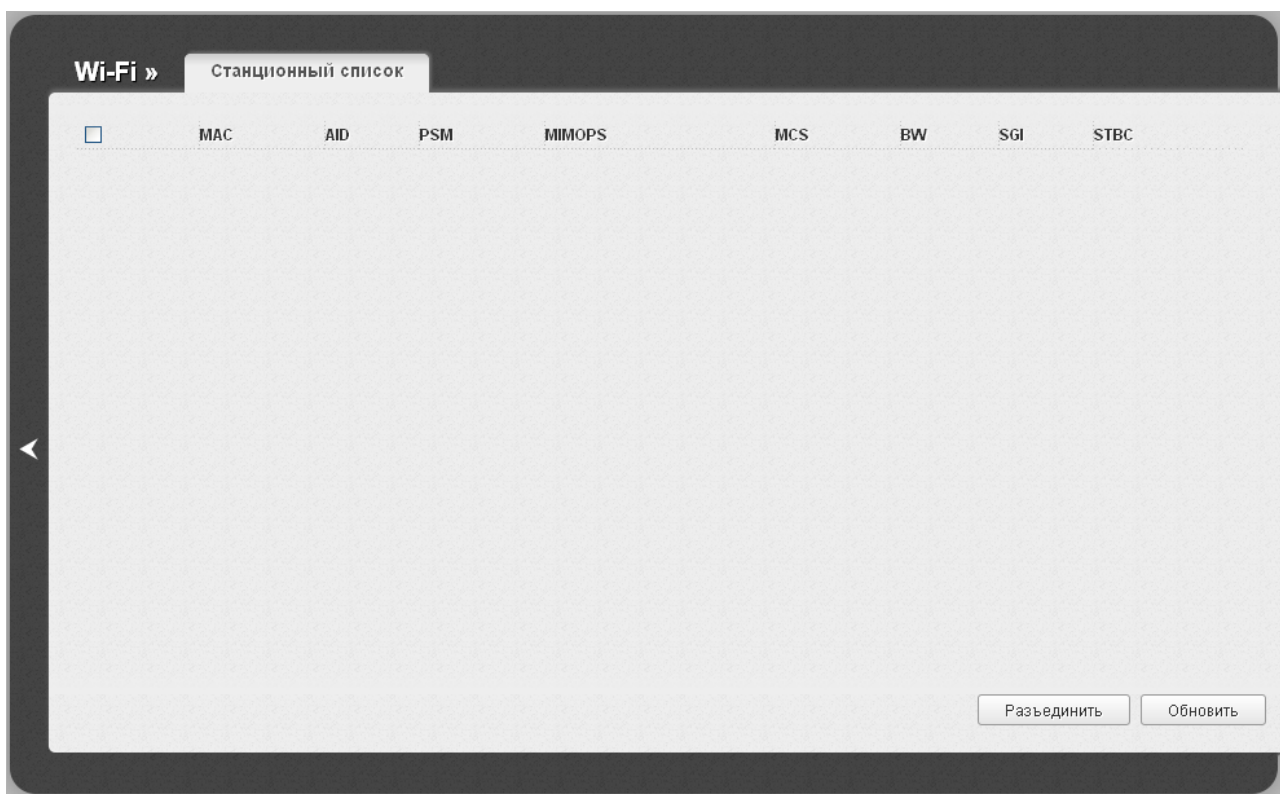 Wi-Fi » Станционный список
MAC AID PSM MIMOPS MCS BW SGI STBC
Разъединить Обновить